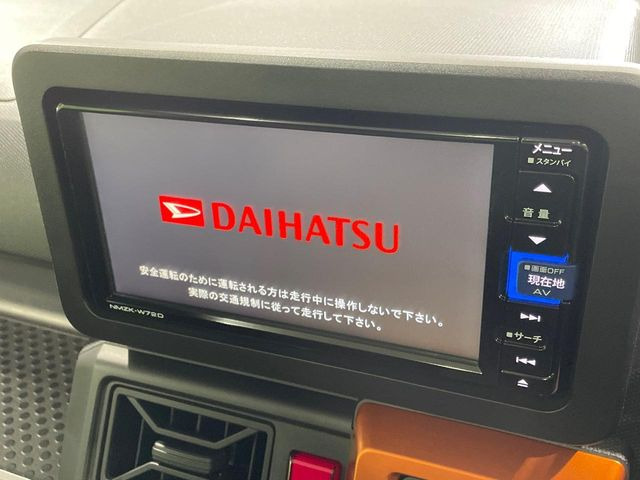 DAIHATSU
安全運転のために運転される方は走行中に操作しないで下さい。
実際の交通規制に従って走行して下さい。
NMZK-W72D
メニュー
スタンバイ
音量
画面OFF
現在地
AV
サーチ